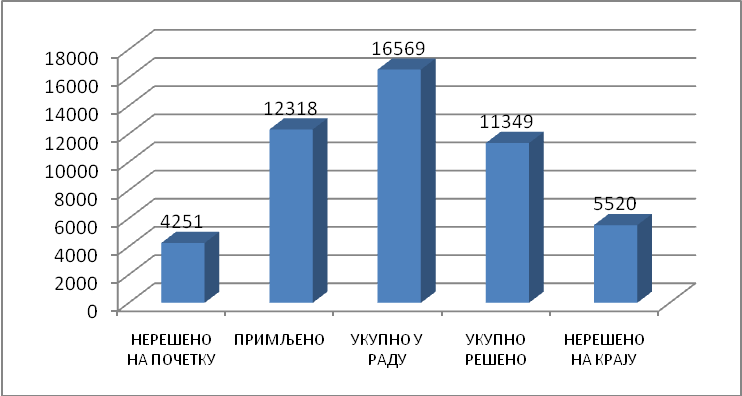 18000
16000
14000
12000
10000
8000
6000
4000
2000
0
4251
12318
16569
11349
5520
НЕРЕШЕНО
НА ПОЧЕТКУ
ПРИМЉЕНО
УКУПНО У
РАДУ
УКУПНО
РЕШЕНО
НЕРЕШЕНО
НА КРАЈУ